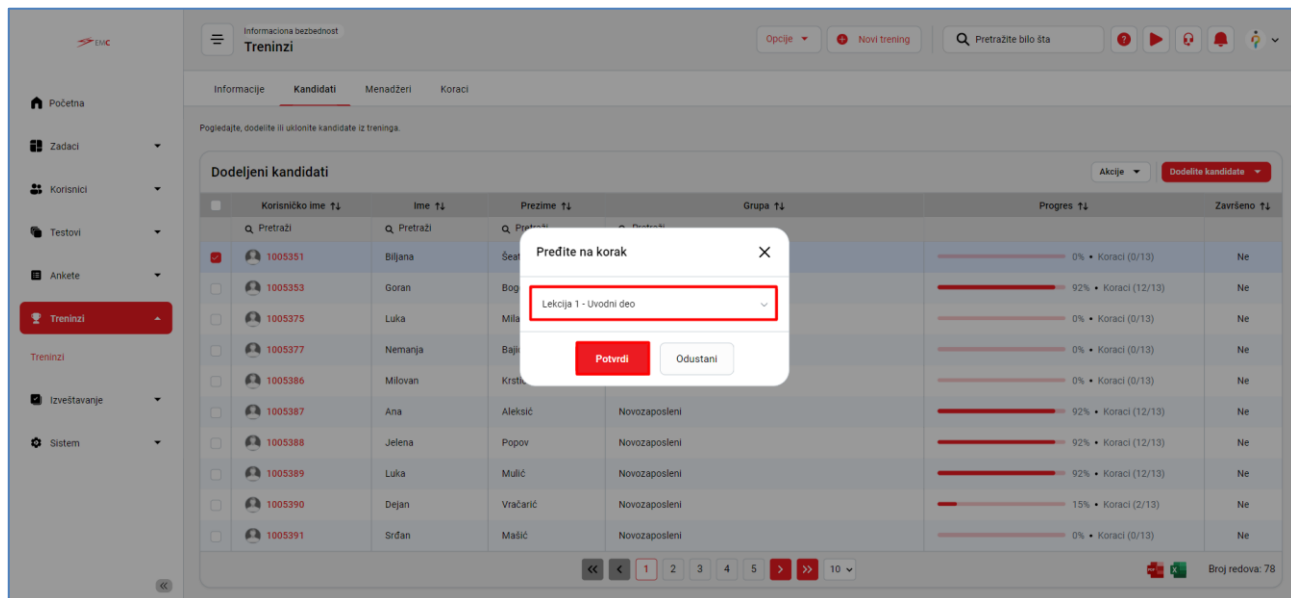 EMC
Informaciona bezbednost
Treninzi
Opcije
Novi trening
Pretražite bilo šta
Početna
Zadaci
Korisnici
Testovi
Ankete
Treninzi
Treninzi
Izveštavanje
Sistem
Informacije Kandidati Menadžeri Koraci
Pogledajte, dodelite ili uklonite kandidate iz treninga.
Dodeljeni kandidati
Akcije
Dodelite kandidate
Korisničko ime Ime Prezime Grupa Progres Završeno
Pretraži Pretraži
1005351 Biljana 0% • Koraci (0/13) Ne
1005353 Goran 92% • Koraci (12/13) Ne
1005375 Luka 0% • Koraci (0/13) Ne
1005377 Nemanja 0% • Koraci (0/13) Ne
1005386 Milovan 0% • Koraci (0/13) Ne
1005387 Ana Aleksić Novozaposleni 92% • Koraci (12/13) Ne
1005388 Jelena Popov Novozaposleni 92% • Koraci (12/13) Ne
1005389 Luka Mulić Novozaposleni 92% • Koraci (12/13) Ne
1005390 Dejan Vračarić Novozaposleni 15% • Koraci (2/13) Ne
1005391 Srđan Mašić Novozaposleni 0% • Koraci (0/13) Ne
Pređite na korak
Lekcija 1 - Uvodni deo
Potvrdi
Odustani
1 2 3 4 5 10
Broj redova: 78